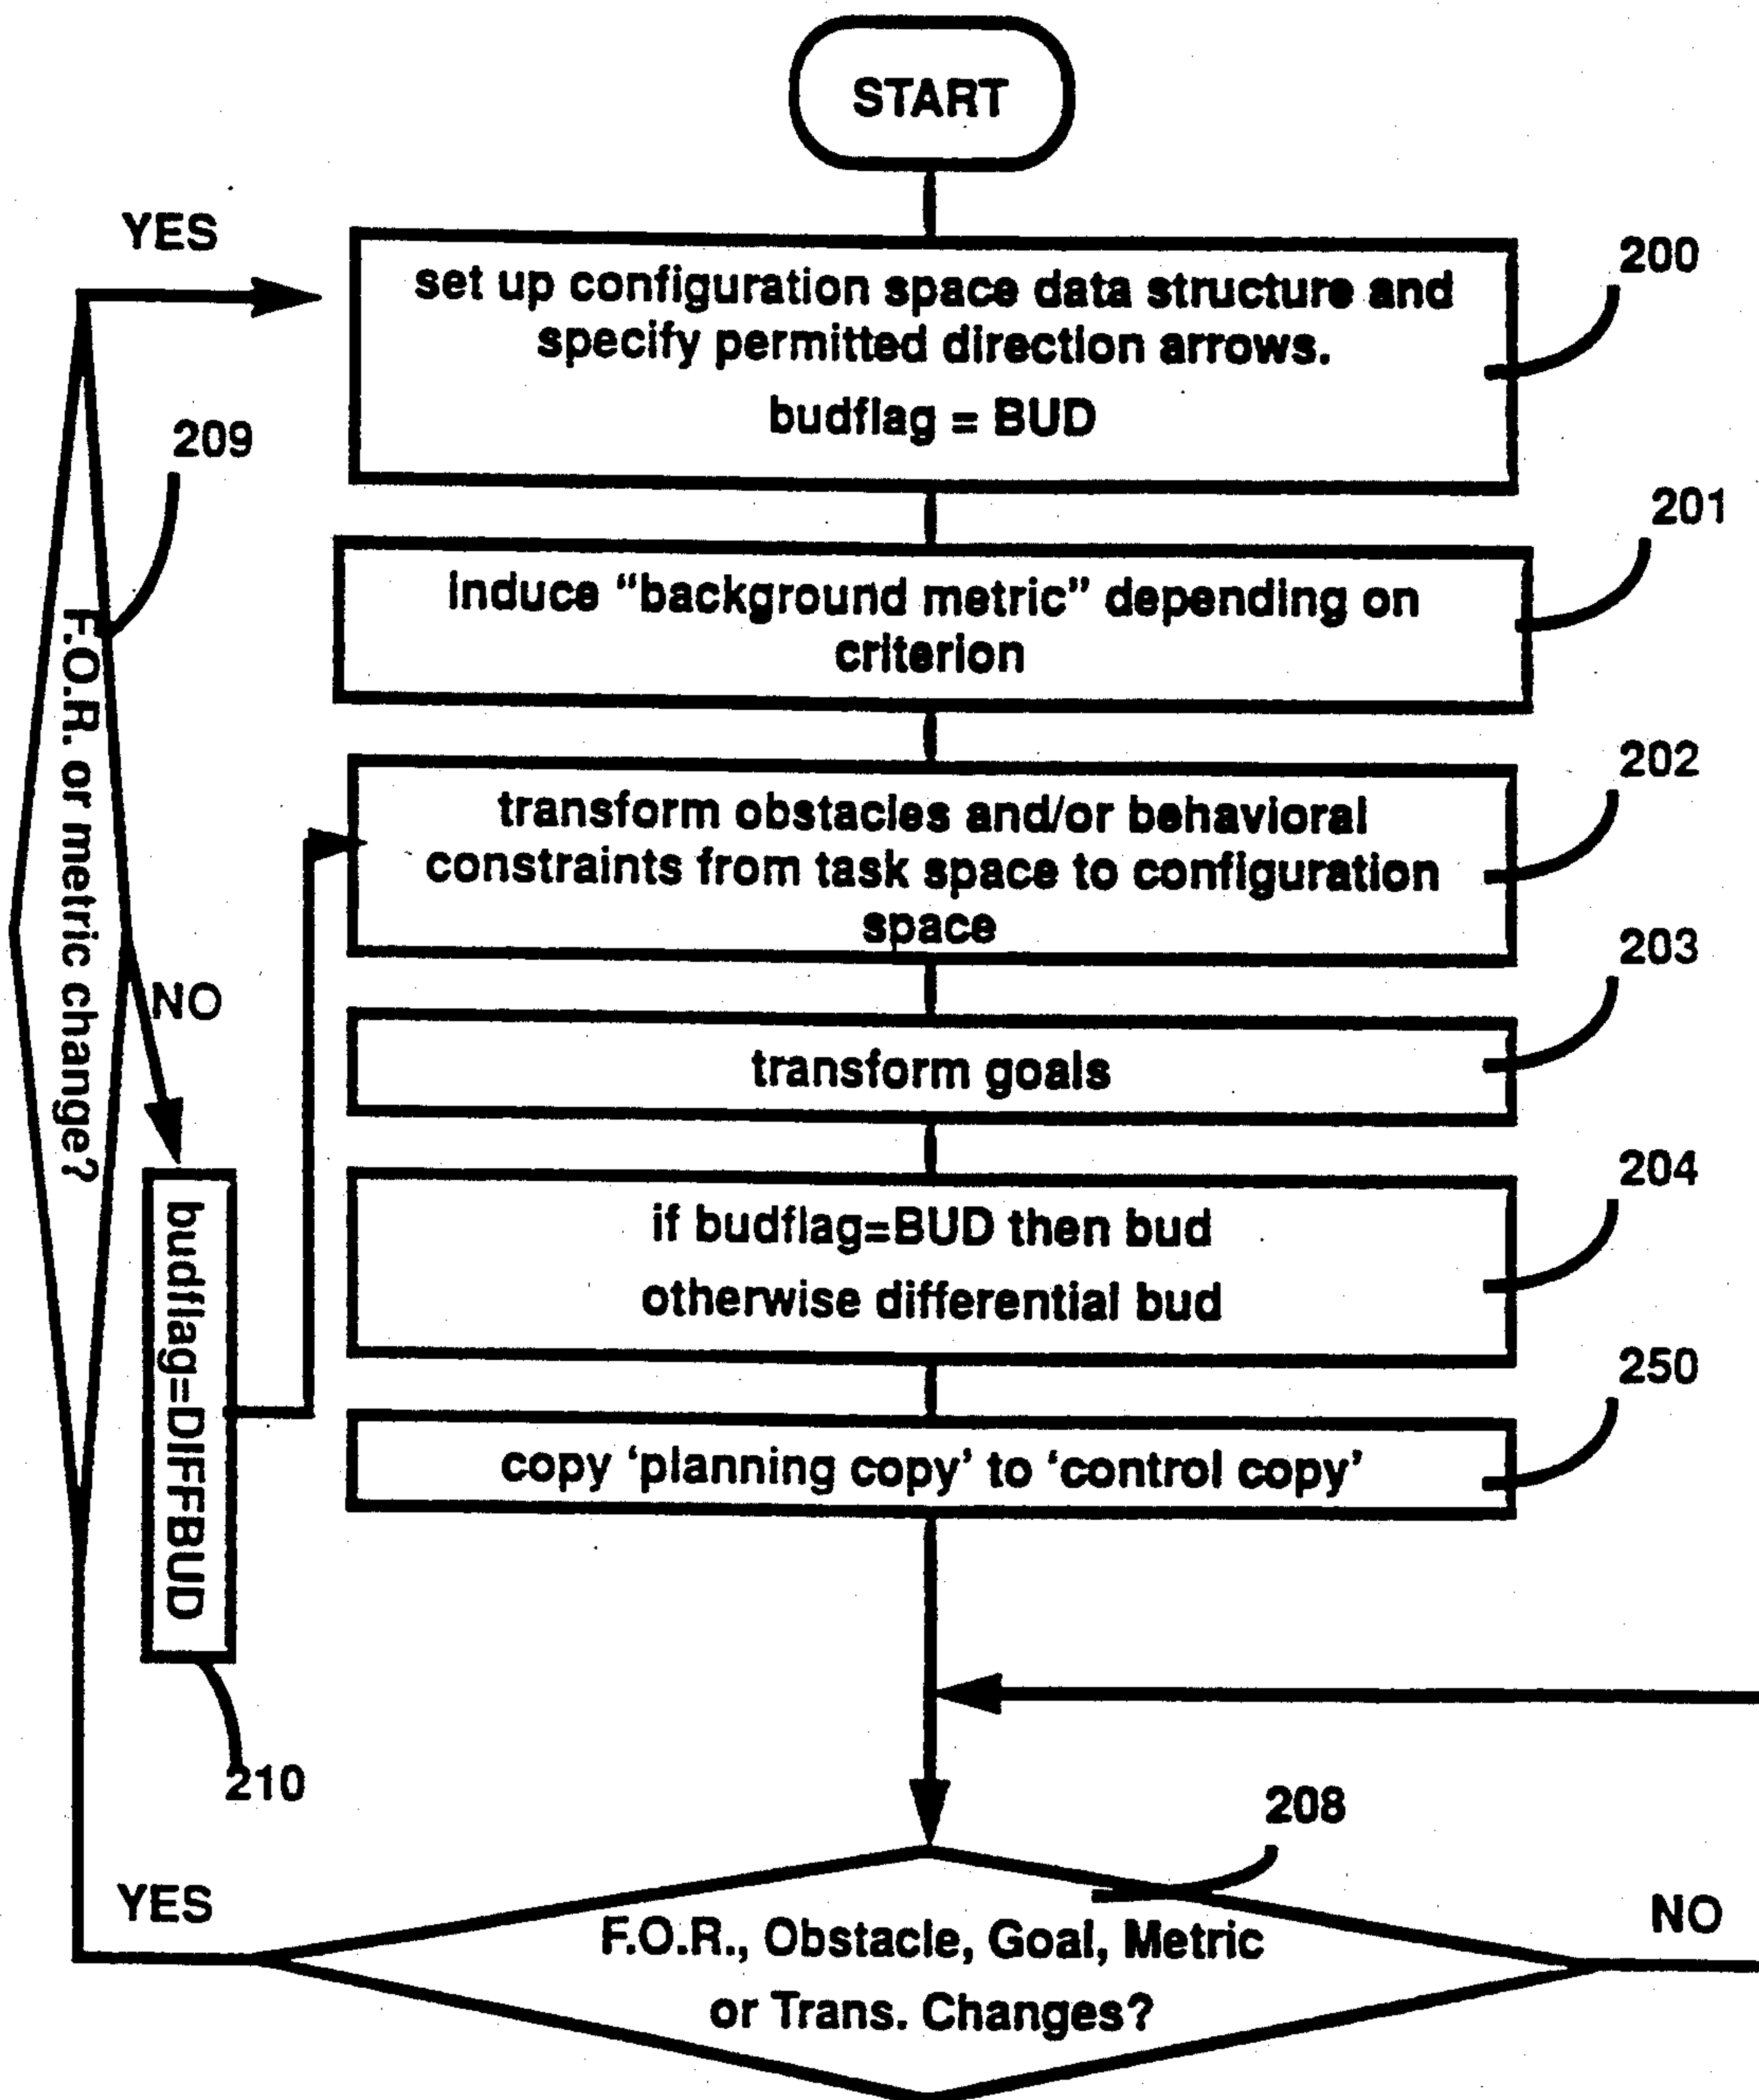 START
YES
200
set up configuration space data structure and
specify permitted direction arrows.
budflag = BUD
209
201
induce “background metric” depending on
criterion
F.O.R. or metric change?
202
transform obstacles and/or behavioral
constraints from task space to configuration
space
203
NO
transform goals
204
if budflag=BUD then bud
otherwise differential bud
budflag=DIFFBUD
250
copy ‘planning copy’ to ‘control copy’
210
208
YES
NO
F.O.R., Obstacle, Goal, Metric
or Trans. Changes?